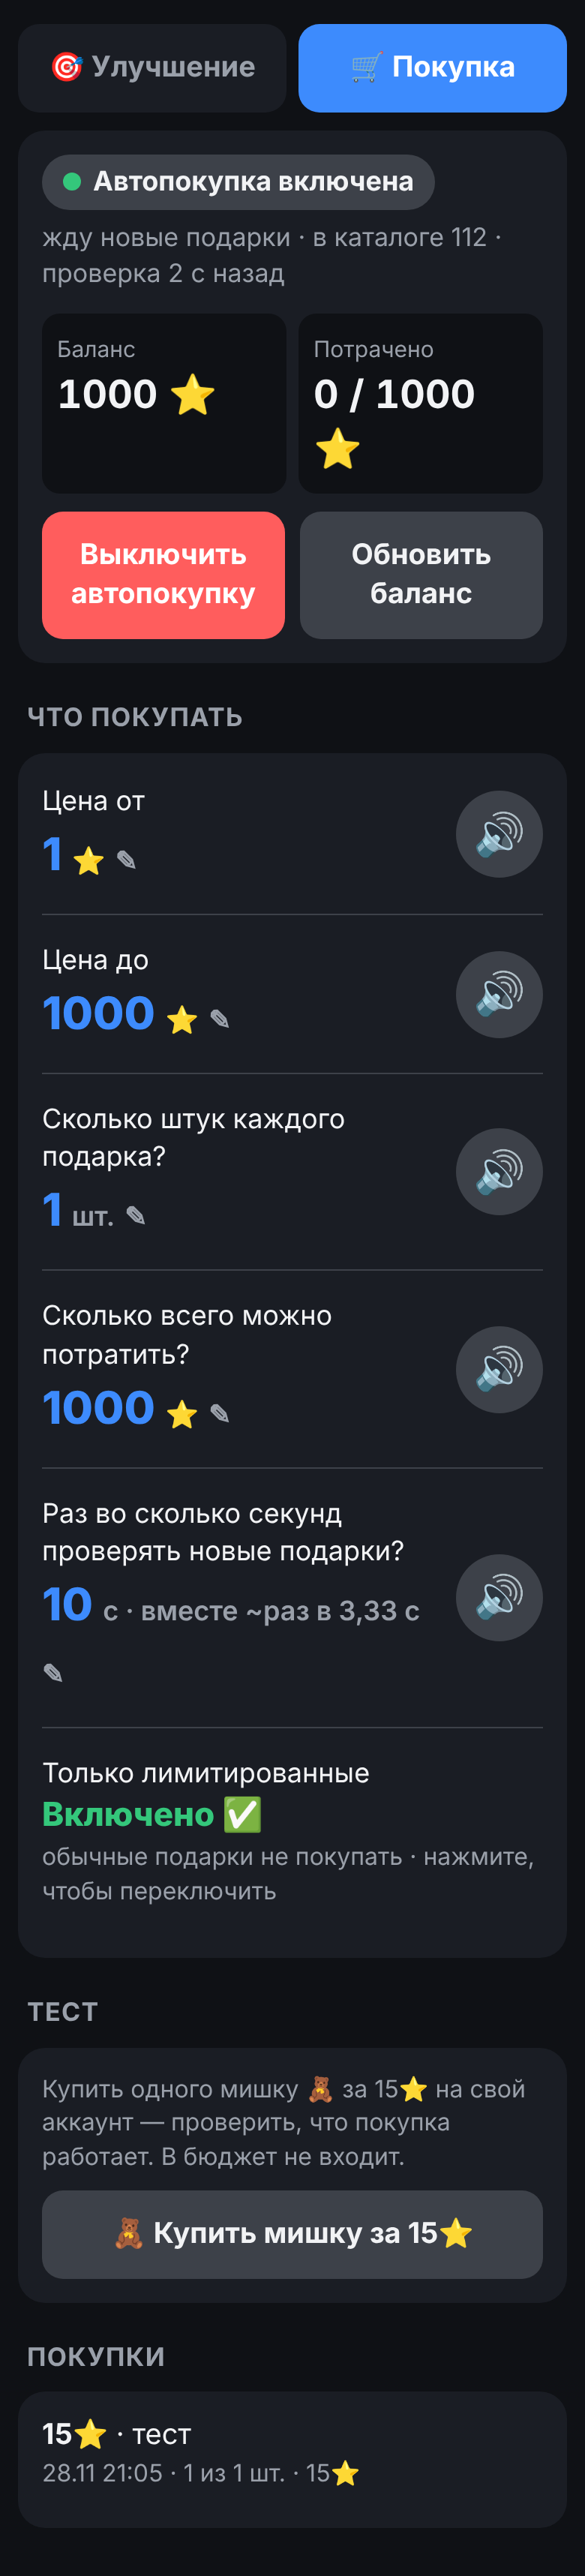 🎯 Улучшение
🛒 Покупка
Автопокупка включена
жду новые подарки · в каталоге 112 ·
проверка 2 с назад
Баланс
1000 ⭐
Потрачено
0 / 1000
⭐
Выключить
автопокупку
Обновить
баланс
ЧТО ПОКУПАТЬ
Цена от
1 ⭐ ✎
Цена до
1000 ⭐ ✎
Сколько штук каждого
подарка?
1 шт. ✎
Сколько всего можно
потратить?
1000 ⭐ ✎
Раз во сколько секунд
проверять новые подарки?
10 с · вместе ~раз в 3,33 с
✎
Только лимитированные
Включено ✅
обычные подарки не покупать · нажмите,
чтобы переключить
ТЕСТ
Купить одного мишку 🧸 за 15⭐ на свой
аккаунт — проверить, что покупка
работает. В бюджет не входит.
🧸 Купить мишку за 15⭐
ПОКУПКИ
15⭐ · тест
28.11 21:05 · 1 из 1 шт. · 15⭐